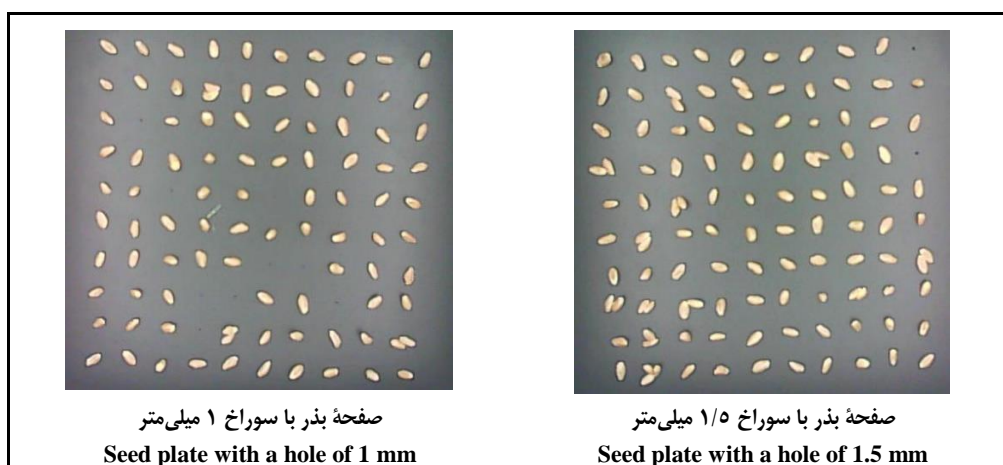 صفحهٔ بذر با سوراخ ۱ میلی‌متر
Seed plate with a hole of 1 mm
صفحهٔ بذر با سوراخ ۱/۵ میلی‌متر
Seed plate with a hole of 1.5 mm